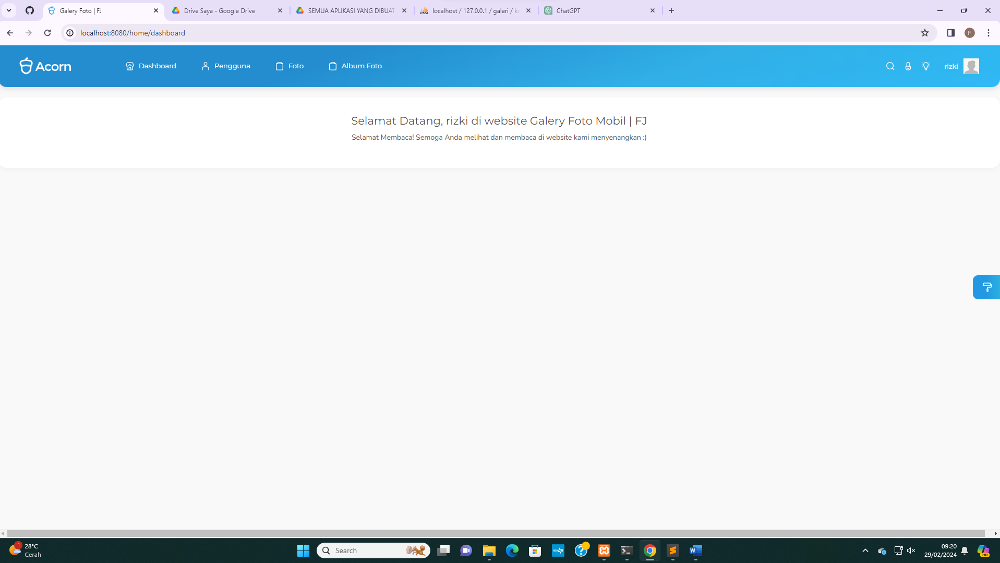 Galery Foto | FJ
Drive Saya - Google Drive
SEMUA APLIKASI YANG DIBUAT
localhost / 127.0.0.1 / galeri / ko
ChatGPT
localhost:8080/home/dashboard
F
Acorn
Dashboard
Pengguna
Foto
Album Foto
rizki
Selamat Datang, rizki di website Galery Foto Mobil | FJ
Selamat Membaca! Semoga Anda melihat dan membaca di website kami menyenangkan :)
1
28°C
Cerah
Search
myhp
W
09:20
29/02/2024
PRE